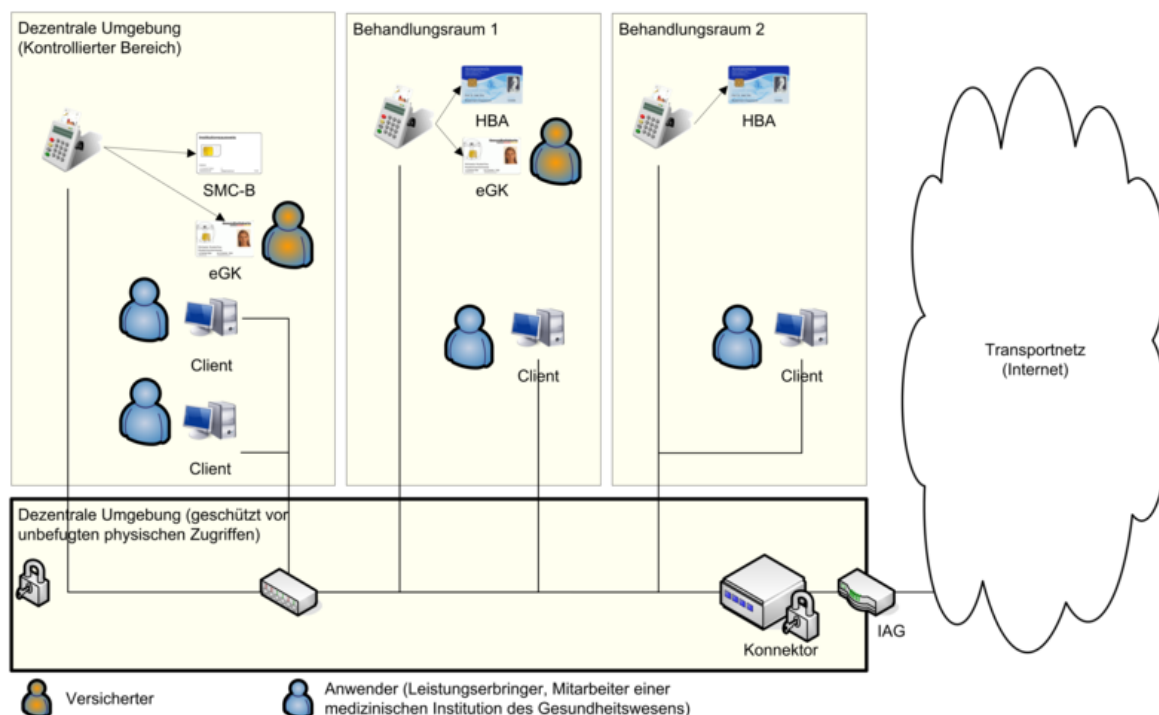 Dezentrale Umgebung
(Kontrollierter Bereich)
SMC-B
eGK
Client
Client
Behandlungsraum 1
HBA
eGK
Client
Behandlungsraum 2
HBA
Client
Transportnetz
(Internet)
Dezentrale Umgebung (geschützt vor
unbefugten physischen Zugriffen)
Konnektor
IAG
Versicherter
Anwender (Leistungserbringer, Mitarbeiter einer
medizinischen Institution des Gesundheitswesens)